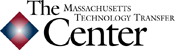 The MASSACHUSETTS
TECHNOLOGY TRANSFER
Center